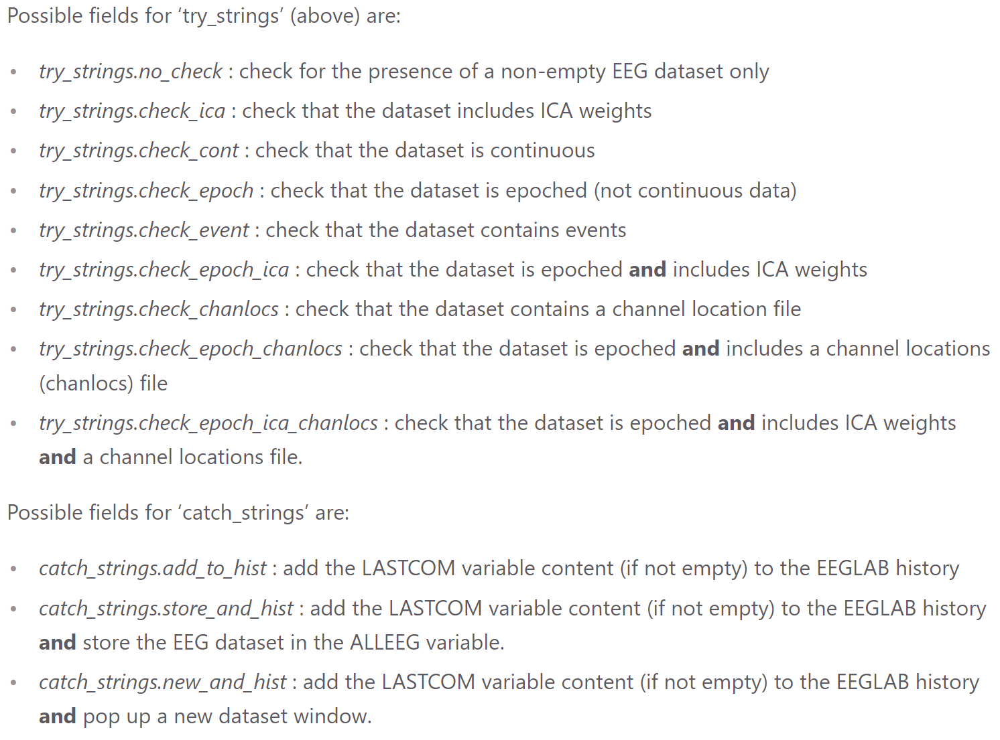 Possible fields for ‘try_strings’ (above) are:
• try_strings.no_check : check for the presence of a non-empty EEG dataset only
• try_strings.check_ica : check that the dataset includes ICA weights
• try_strings.check_cont : check that the dataset is continuous
• try_strings.check_epoch : check that the dataset is epoched (not continuous data)
• try_strings.check_event : check that the dataset contains events
• try_strings.check_epoch_ica : check that the dataset is epoched and includes ICA weights
• try_strings.check_chanlocs : check that the dataset contains a channel location file
• try_strings.check_epoch_chanlocs : check that the dataset is epoched and includes a channel locations
(chanlocs) file
• try_strings.check_epoch_ica_chanlocs : check that the dataset is epoched and includes ICA weights
and a channel locations file.
Possible fields for ‘catch_strings’ are:
• catch_strings.add_to_hist : add the LASTCOM variable content (if not empty) to the EEGLAB history
• catch_strings.store_and_hist : add the LASTCOM variable content (if not empty) to the EEGLAB history
and store the EEG dataset in the ALLEEG variable.
• catch_strings.new_and_hist : add the LASTCOM variable content (if not empty) to the EEGLAB history
and pop up a new dataset window.